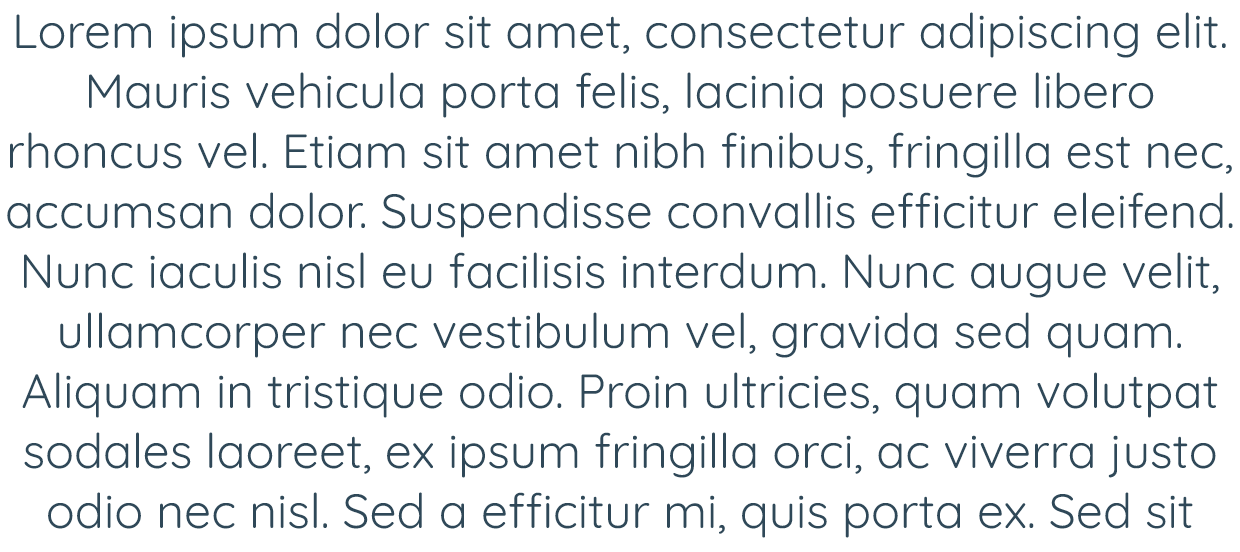 Lorem ipsum dolor sit amet, consectetur adipiscing elit.
Mauris vehicula porta felis, lacinia posuere libero
rhoncus vel. Etiam sit amet nibh finibus, fringilla est nec,
accumsan dolor. Suspendisse convallis efficitur eleifend.
Nunc iaculis nisl eu facilisis interdum. Nunc augue velit,
ullamcorper nec vestibulum vel, gravida sed quam.
Aliquam in tristique odio. Proin ultricies, quam volutpat
sodales laoreet, ex ipsum fringilla orci, ac viverra justo
odio nec nisl. Sed a efficitur mi, quis porta ex. Sed sit